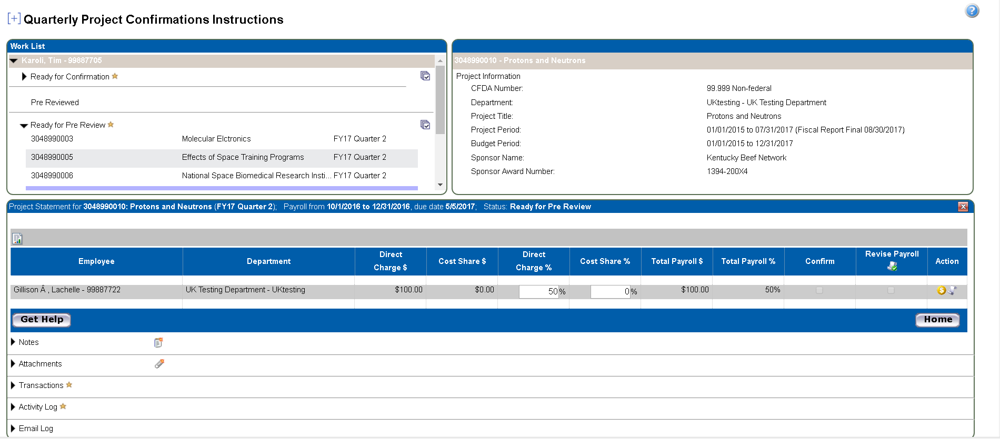 [+] Quarterly Project Confirmations Instructions
Work List
Karoli, Tim - 99887705
Ready for Confirmation
Pre Reviewed
Ready for Pre Review
3048990003 Molecular Elctronics FY17 Quarter 2
3048990005 Effects of Space Training Programs FY17 Quarter 2
3048990006 National Space Biomedical Research Insti... FY17 Quarter 2
3048990010 - Protons and Neutrons
Project Information
CFDA Number: 99.999 Non-federal
Department: UKtesting - UK Testing Department
Project Title: Protons and Neutrons
Project Period: 01/01/2015 to 07/31/2017 (Fiscal Report Final 08/30/2017)
Budget Period: 01/01/2015 to 12/31/2017
Sponsor Name: Kentucky Beef Network
Sponsor Award Number: 1394-200X4
Project Statement for 3048990010: Protons and Neutrons (FY17 Quarter 2); Payroll from 10/1/2016 to 12/31/2016, due date 5/5/2017; Status: Ready for Pre Review
Employee Department Direct Charge $ Cost Share $ Direct Charge % Cost Share % Total Payroll $ Total Payroll % Confirm Revise Payroll Action
Gillison Â , Lachelle - 99887722 UK Testing Department - UKtesting $100.00 $0.00 50% 0% $100.00 50%
Get Help Home
Notes
Attachments
Transactions
Activity Log
Email Log